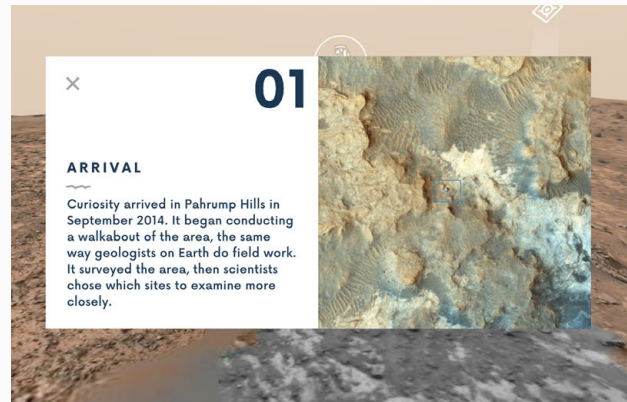 01
ARRIVAL
Curiosity arrived in Pahrump Hills in
September 2014. It began conducting
a walkabout of the area, the same
way geologists on Earth do field work.
It surveyed the area, then scientists
chose which sites to examine more
closely.